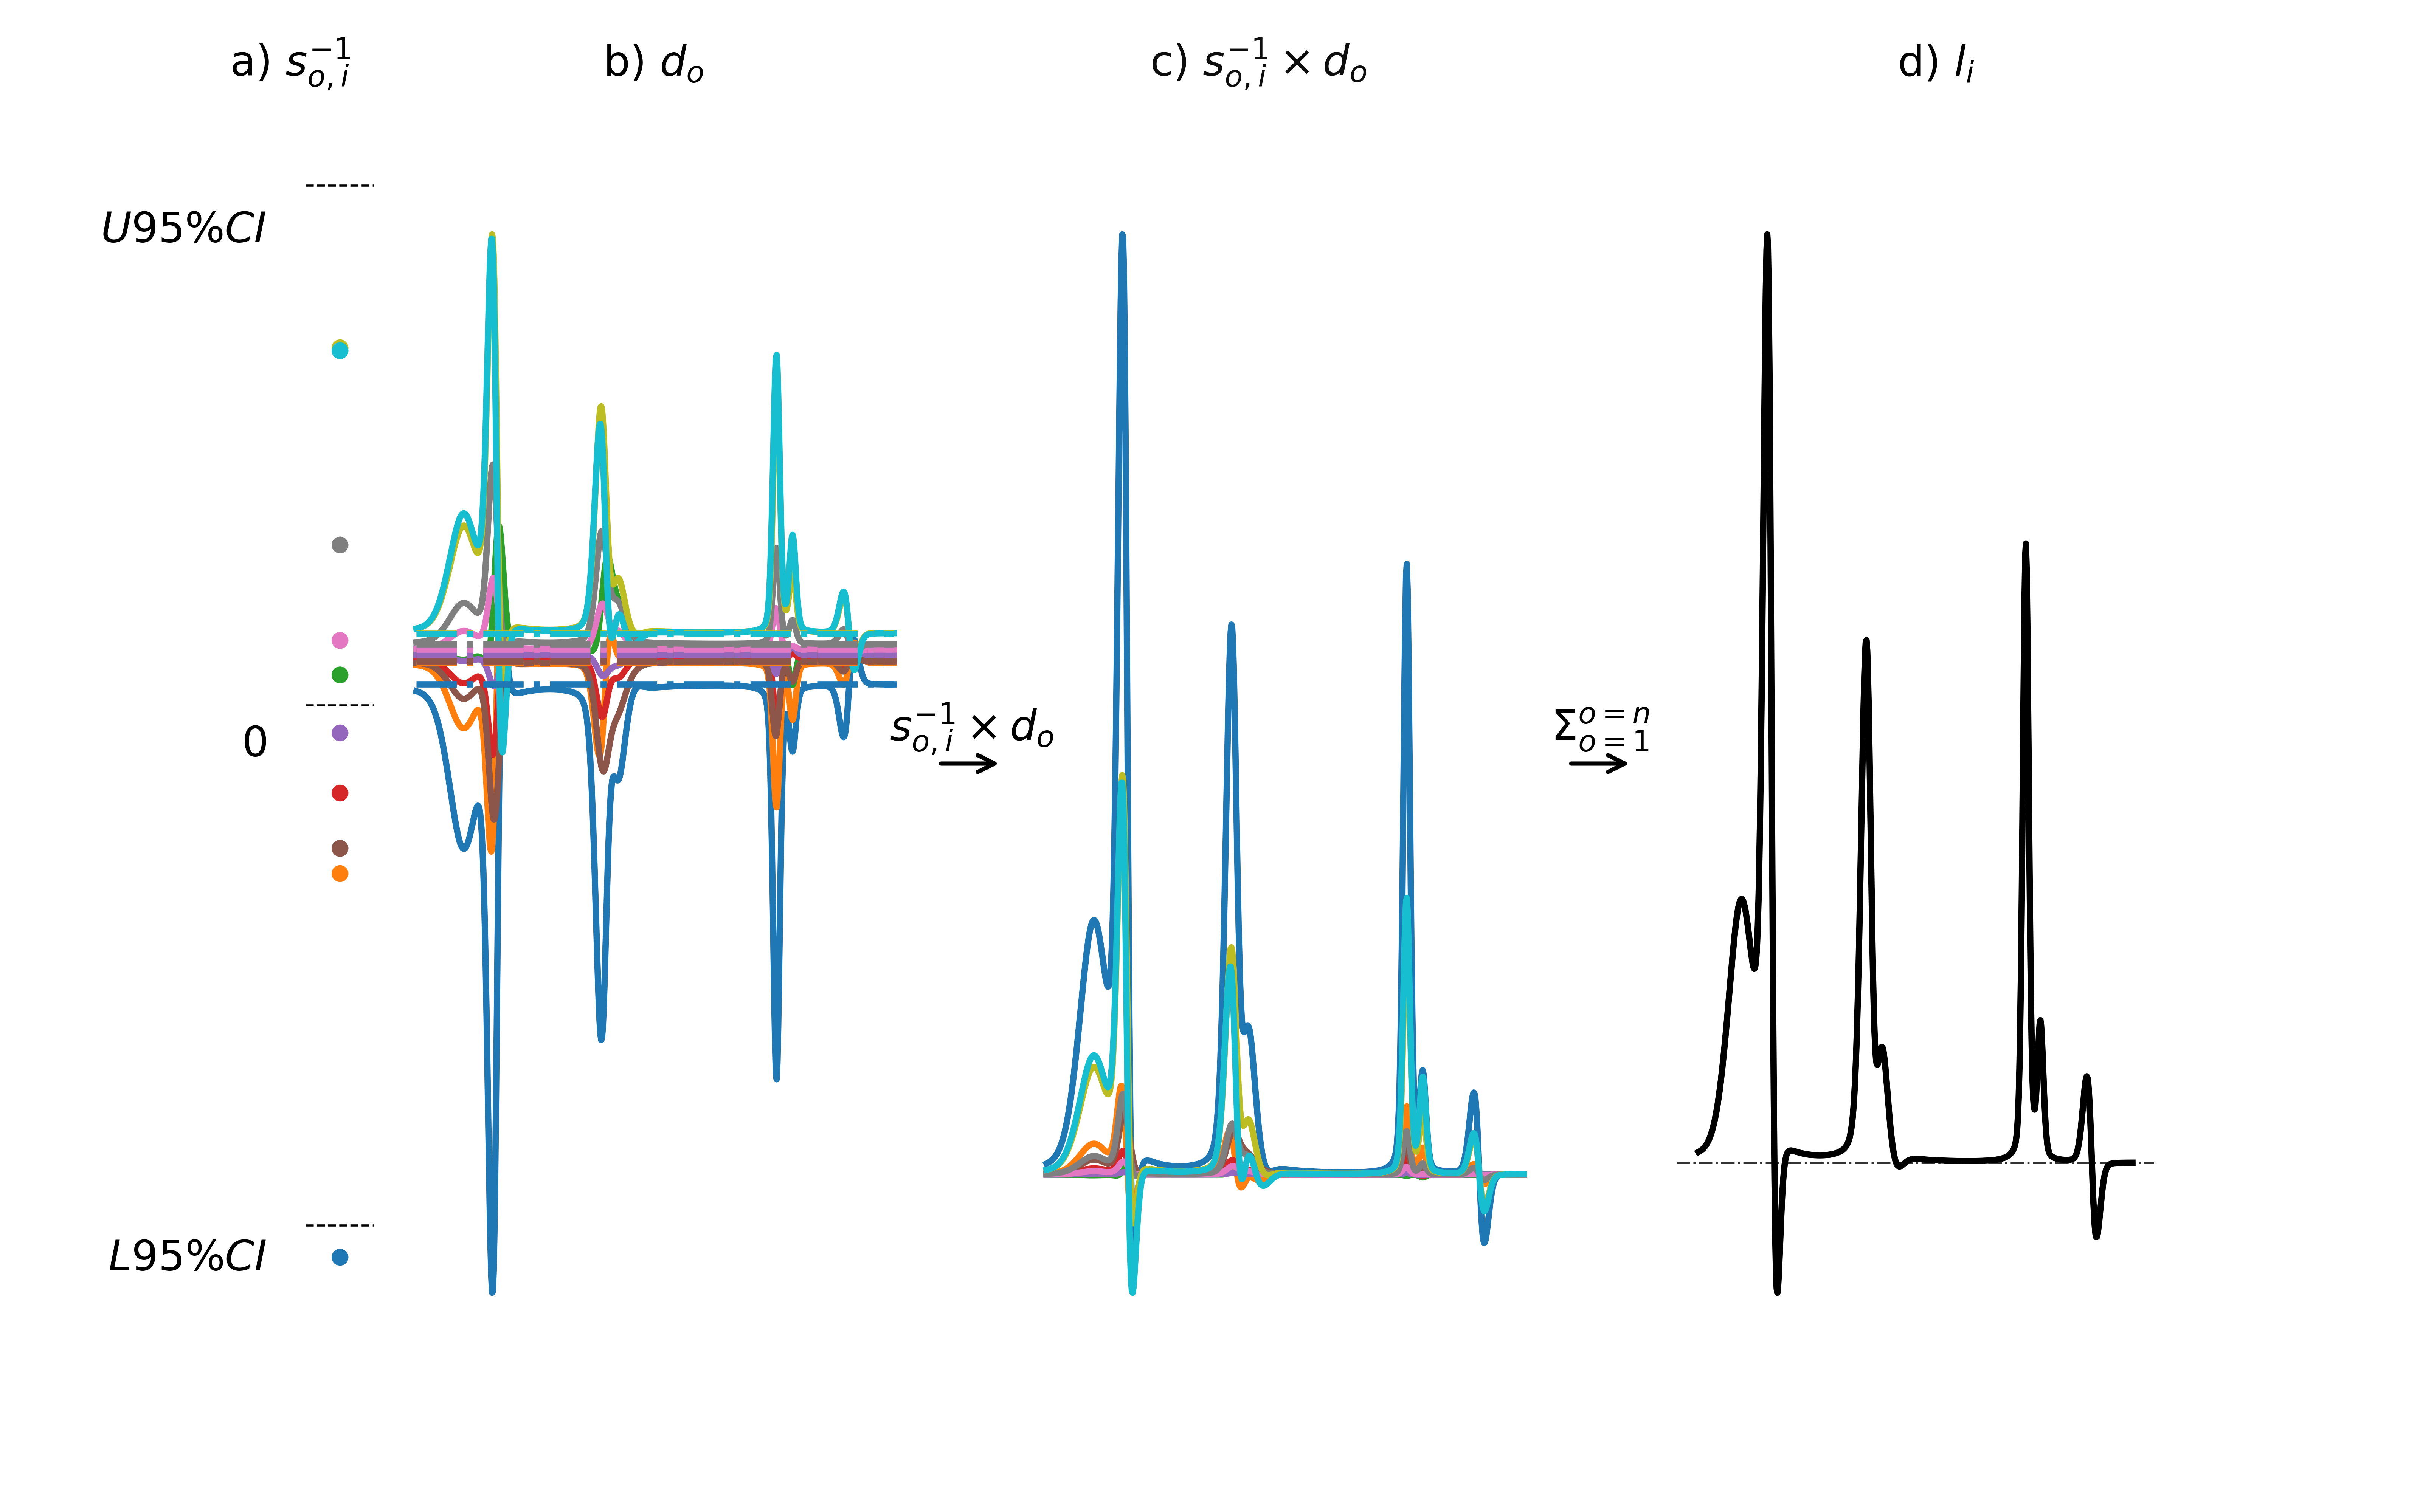 a) $s_{o,i}^{-1}$
b) $d_o$
c) $s_{o,i}^{-1} \times d_o$
d) $l_i$
U95%CI
0
L95%CI
$s_{o,i}^{-1} \times d_o$
$\Sigma_{o=1}^{o=n}$